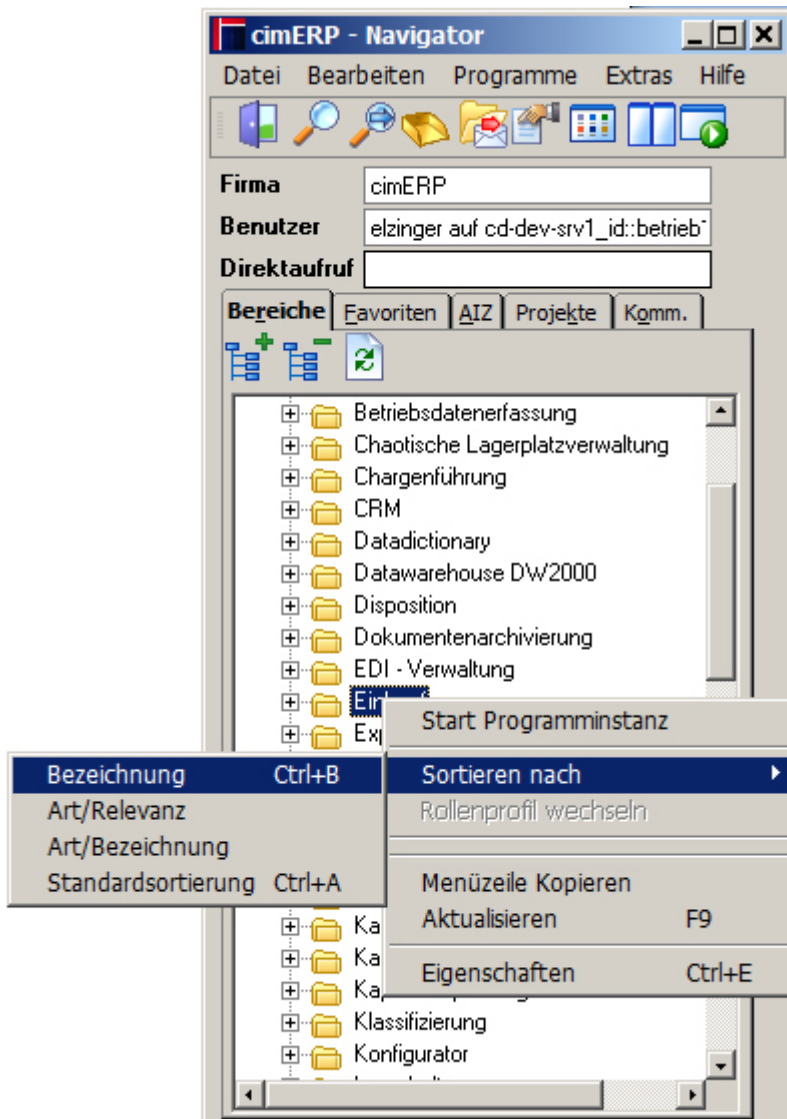 cimERP - Navigator
Datei Bearbeiten Programme Extras Hilfe
Firma cimERP
Benutzer elzinger auf cd-dev-srv1_id::betrieb
Direktaufruf
Bereiche Favoriten AIZ Projekte Komm.
Betriebsdatenerfassung
Chaotische Lagerplatzverwaltung
Chargenführung
CRM
Datadictionary
Datawarehouse DW2000
Disposition
Dokumentenarchivierung
EDI - Verwaltung
Start Programminstanz
Bezeichnung Ctrl+B
Sortieren nach
Art/Relevanz
Rollenprofil wechseln
Art/Bezeichnung
Standardsortierung Ctrl+A
Menüzeile Kopieren
Ka
Aktualisieren F9
Ka
Eigenschaften Ctrl+E
Klassifizierung
Konfigurator